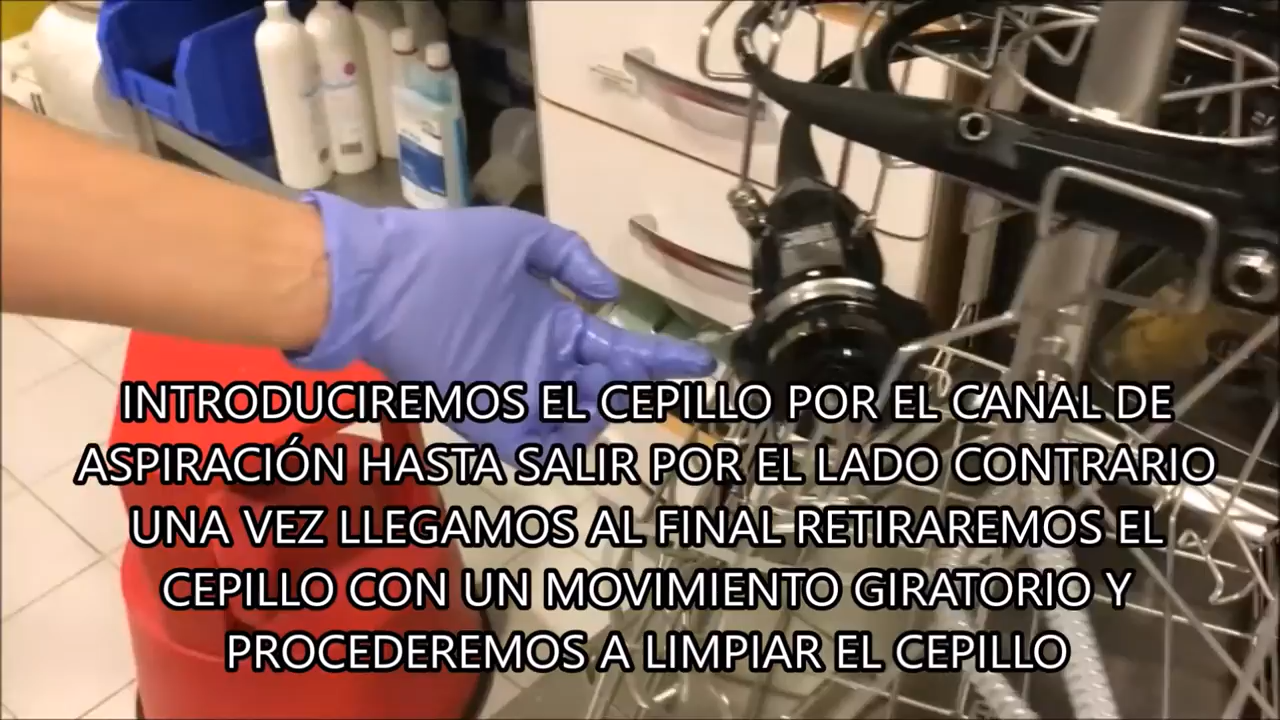 INTRODUCIREMOS EL CEPILLO POR EL CANAL DE
ASPIRACIÓN HASTA SALIR POR EL LADO CONTRARIO
UNA VEZ LLEGAMOS AL FINAL RETIRAREMOS EL
CEPILLO CON UN MOVIMIENTO GIRATORIO Y
PROCEDEREMOS A LIMPIAR EL CEPILLO